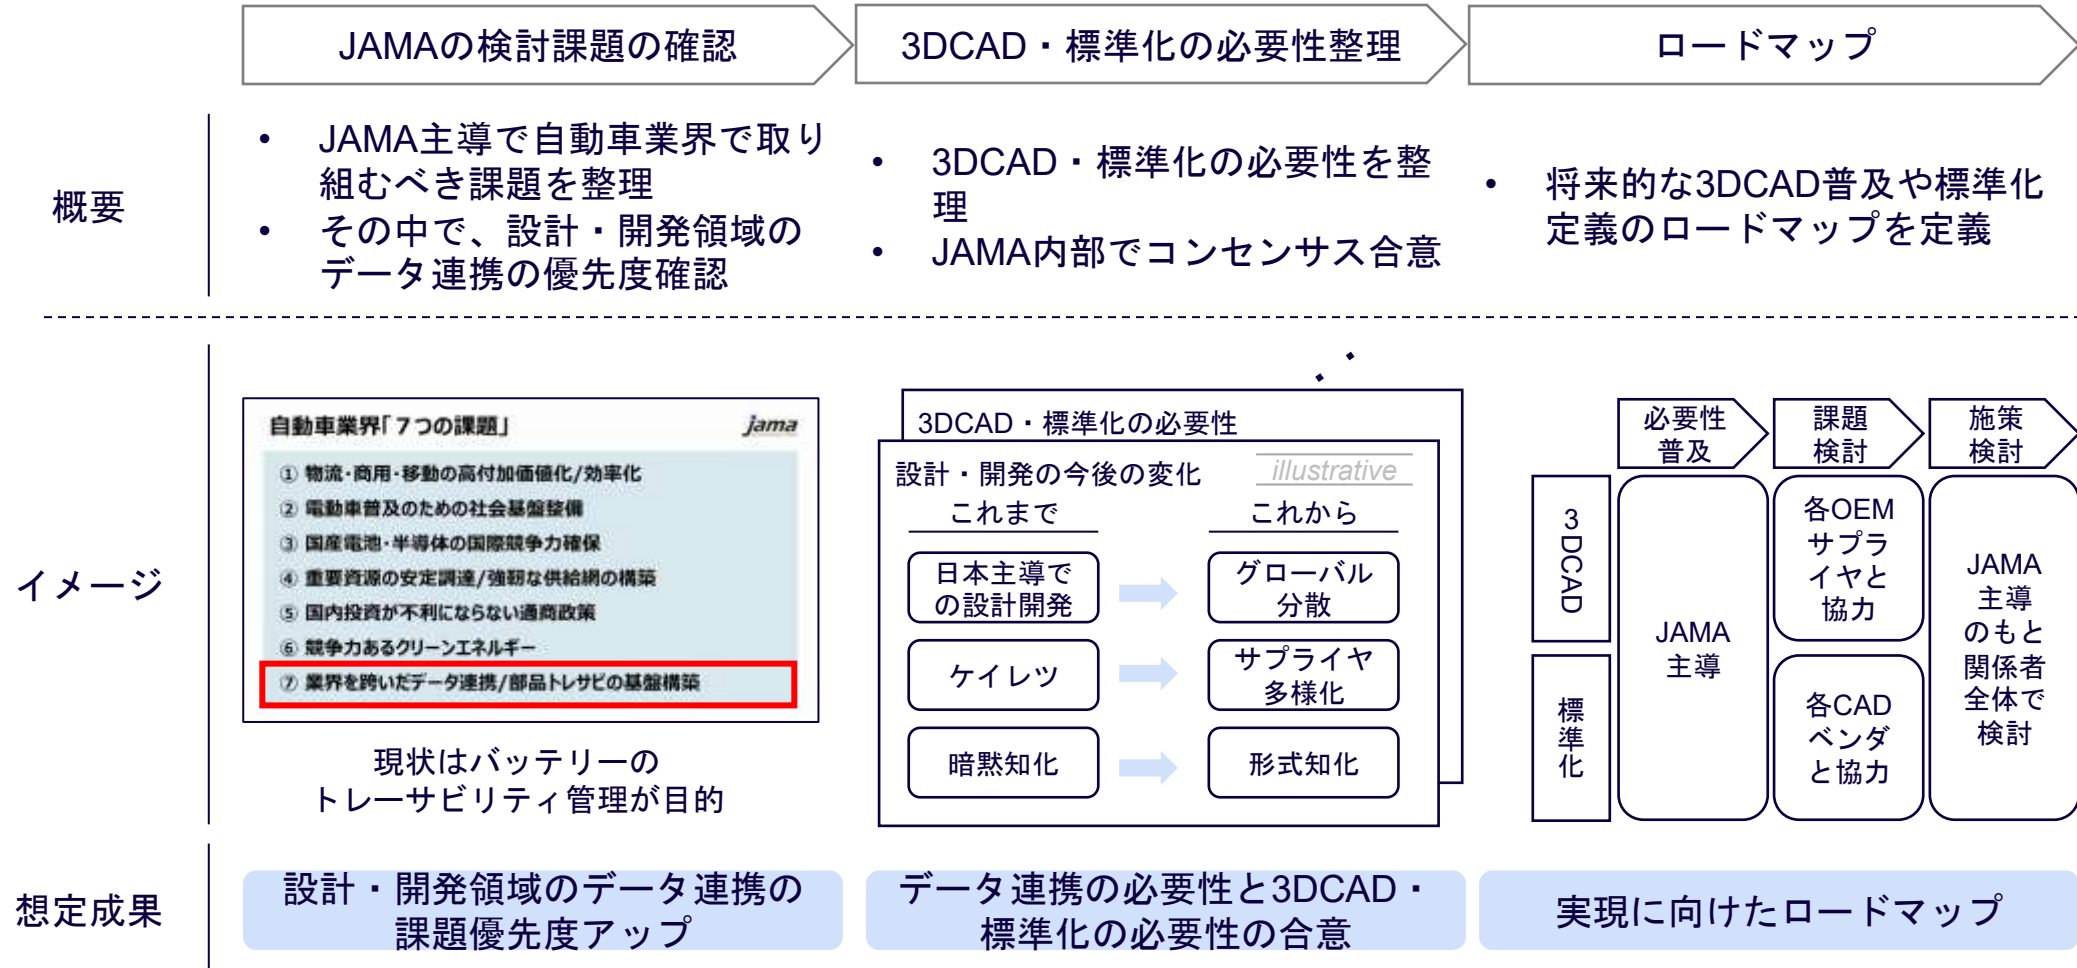 JAMAの検討課題の確認
3DCAD・標準化の必要性整理
ロードマップ
概要
• JAMA主導で自動車業界で取り
組むべき課題を整理
• その中で、設計・開発領域の
データ連携の優先度確認
• 3DCAD・標準化の必要性を整
理
• JAMA内部でコンセンサス合意
• 将来的な3DCAD普及や標準化
定義のロードマップを定義
イメージ
自動車業界「7つの課題」
jama
① 物流・商用・移動の高付加価値化/効率化
② 電動車普及のための社会基盤整備
③ 国産電池・半導体の国際競争力確保
④ 重要資源の安定調達/強靭な供給網の構築
⑤ 国内投資が不利にならない通商政策
⑥ 競争力あるクリーンエネルギー
⑦ 業界を跨いだデータ連携/部品トレサビの基盤構築
現状はバッテリーの
トレーサビリティ管理が目的
3DCAD・標準化の必要性
設計・開発の今後の変化
illustrative
これまで
これから
日本主導で
の設計開発
グローバル
分散
ケイレツ
サプライヤ
多様化
暗黙知化
形式知化
必要性
普及
課題
検討
施策
検討
3DCAD
標準化
JAMA
主導
各OEM
サプラ
イヤと
協力
各CAD
ベンダ
と協力
JAMA
主導
のもと
関係者
全体で
検討
想定成果
設計・開発領域のデータ連携の
課題優先度アップ
データ連携の必要性と3DCAD・
標準化の必要性の合意
実現に向けたロードマップ